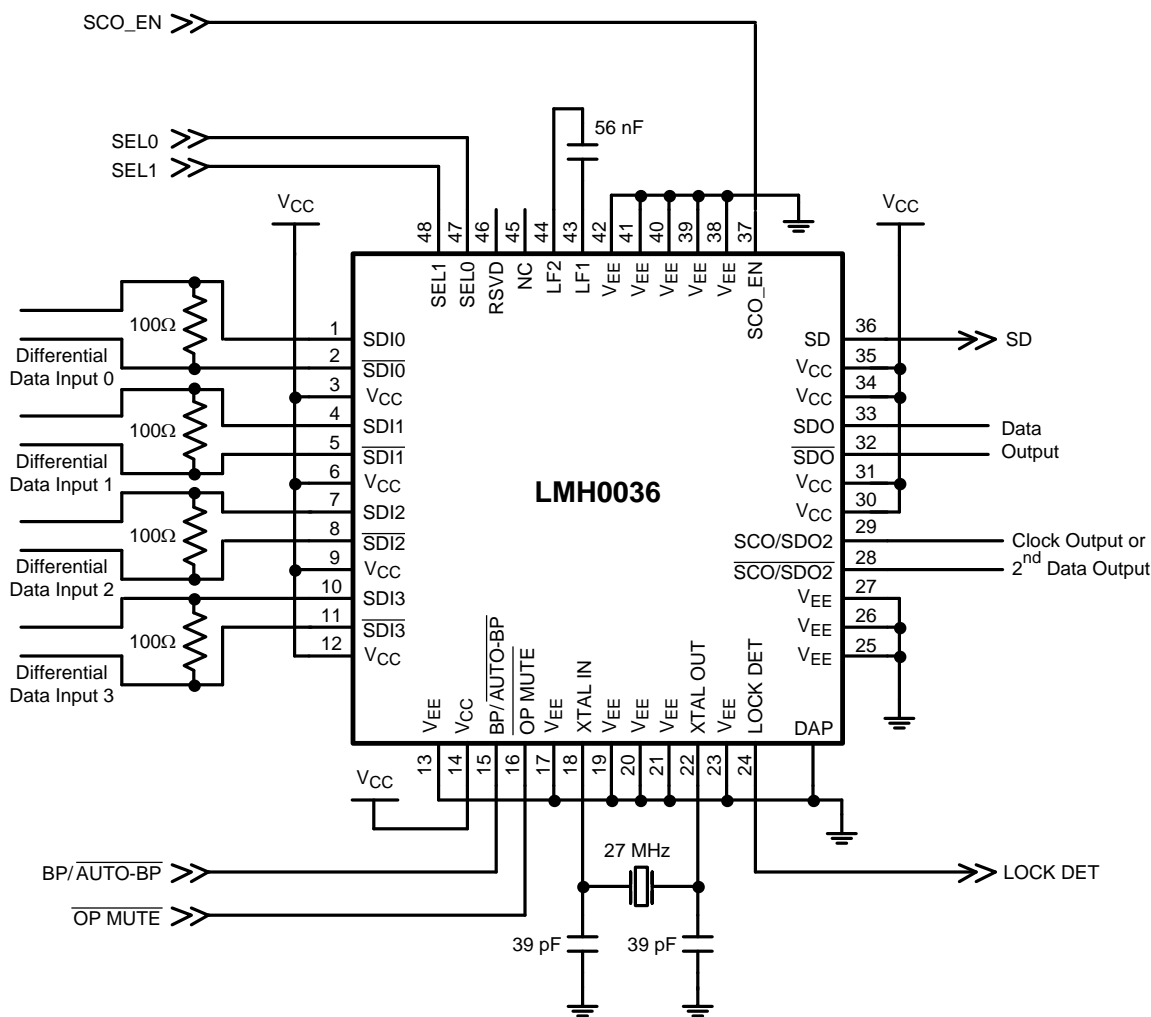 SCO_EN
SEL0
SEL1
56 nF
VCC
VCC
48
47
46
45
44
43
42
41
40
39
38
37
SEL1
SEL0
RSVD
NC
LF2
LF1
VEE
VEE
VEE
VEE
VEE
SCO_EN
100Ω
Differential
Data Input 0
100Ω
Differential
Data Input 1
100Ω
Differential
Data Input 2
100Ω
Differential
Data Input 3
1 SDI0
2 SDI0
3 VCC
4 SDI1
5 SDI1
6 VCC
7 SDI2
8 SDI2
9 VCC
10 SDI3
11 SDI3
12 VCC
LMH0036
SD 36
VCC 35
VCC 34
SDO 33
SDO 32
VCC 31
VCC 30
SCO/SDO2 29
SCO/SDO2 28
VEE 27
VEE 26
VEE 25
SD
Data
Output
Clock Output or
2nd Data Output
VEE
VCC
BP/AUTO-BP
OP MUTE
VEE
XTAL IN
VEE
VEE
VEE
XTAL OUT
VEE
LOCK DET
DAP
13
14
15
16
17
18
19
20
21
22
23
24
VCC
BP/AUTO-BP
OP MUTE
27 MHz
39 pF
39 pF
LOCK DET